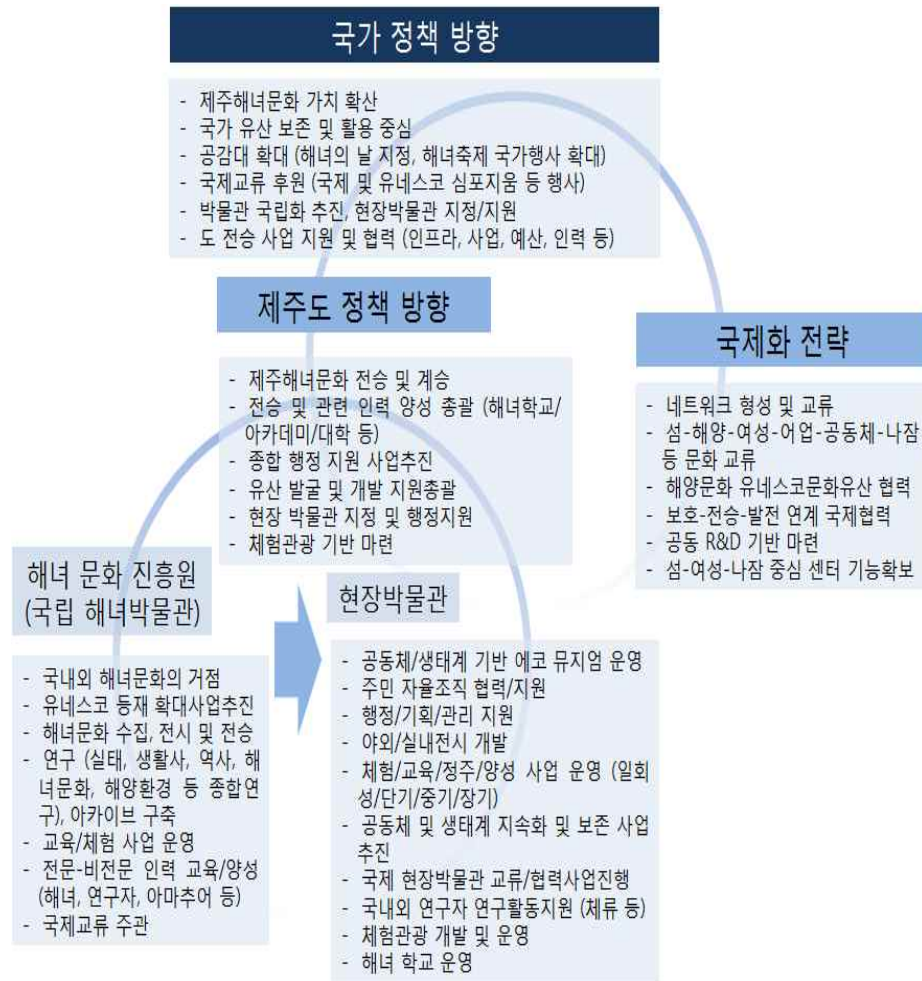 국가 정책 방향
- 제주해녀문화 가치 확산
- 국가 유산 보존 및 활용 중심
- 공감대 확대 (해녀의 날 지정, 해녀축제 국가행사 확대)
- 국제교류 후원 (국제 및 유네스코 심포지움 등 행사)
- 박물관 국립화 추진, 현장박물관 지정/지원
- 도 전승 사업 지원 및 협력 (인프라, 사업, 예산, 인력 등)
제주도 정책 방향
- 제주해녀문화 전승 및 계승
- 전승 및 관련 인력 양성 총괄 (해녀학교/
아카데미/대학 등)
- 종합 행정 지원 사업추진
- 유산 발굴 및 개발 지원총괄
- 현장 박물관 지정 및 행정지원
- 체험관광 기반 마련
국제화 전략
- 네트워크 형성 및 교류
- 섬-해양-여성-어업-공동체-나잠
등 문화 교류
- 해양문화 유네스코문화유산 협력
- 보호-전승-발전 연계 국제협력
- 공동 R&D 기반 마련
- 섬-여성-나잠 중심 센터 기능확보
해녀 문화 진흥원
(국립 해녀박물관)
- 국내외 해녀문화의 거점
- 유네스코 등재 확대사업추진
- 해녀문화 수집, 전시 및 전승
- 연구 (실태, 생활사, 역사, 해
녀문화, 해양환경 등 종합연
구), 아카이브 구축
- 교육/체험 사업 운영
- 전문-비전문 인력 교육/양성
(해녀, 연구자, 아마추어 등)
- 국제교류 주관
현장박물관
- 공동체/생태계 기반 에코 뮤지엄 운영
- 주민 자율조직 협력/지원
- 행정/기획/관리 지원
- 야외/실내전시 개발
- 체험/교육/정주/양성 사업 운영 (일회
성/단기/중기/장기)
- 공동체 및 생태계 지속화 및 보존 사업
추진
- 국제 현장박물관 교류/협력사업진행
- 국내외 연구자 연구활동지원 (체류 등)
- 체험관광 개발 및 운영
- 해녀 학교 운영